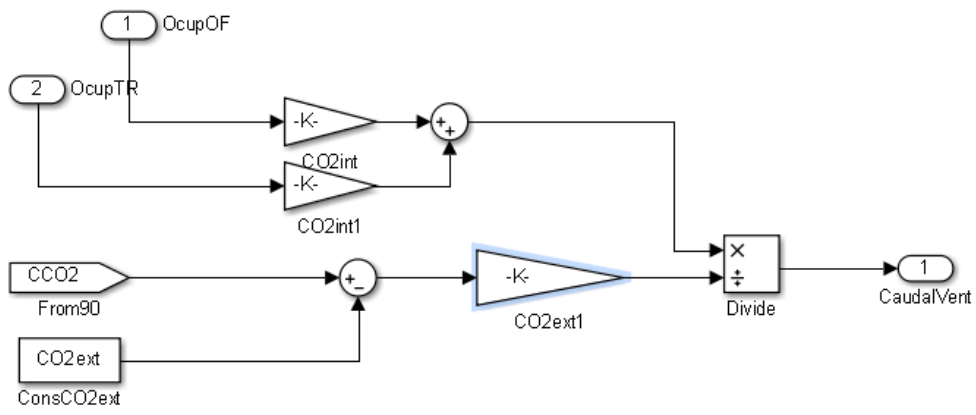 1
OcupOF
2
OcupTR
-K-
+
+
CO2int
-K-
CO2int1
CCO2
From90
+
−
-K-
CO2ext1
×
÷
Divide
1
CaudalVent
CO2ext
ConsCO2ext